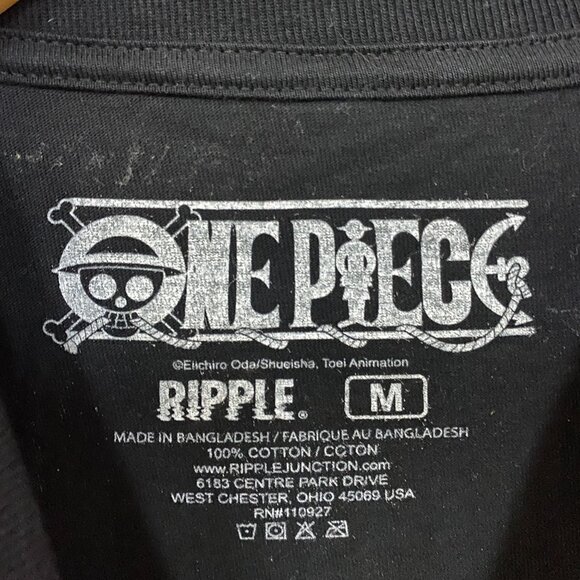 ONE PIECE
©Eiichiro Oda/Shueisha, Toei Animation
RIPPLE® M
MADE IN BANGLADESH / FABRIQUE AU BANGLADESH
100% COTTON / COTON
www.RIPPLEJUNCTION.com
6183 CENTRE PARK DRIVE
WEST CHESTER, OHIO 45069 USA
RN#110927